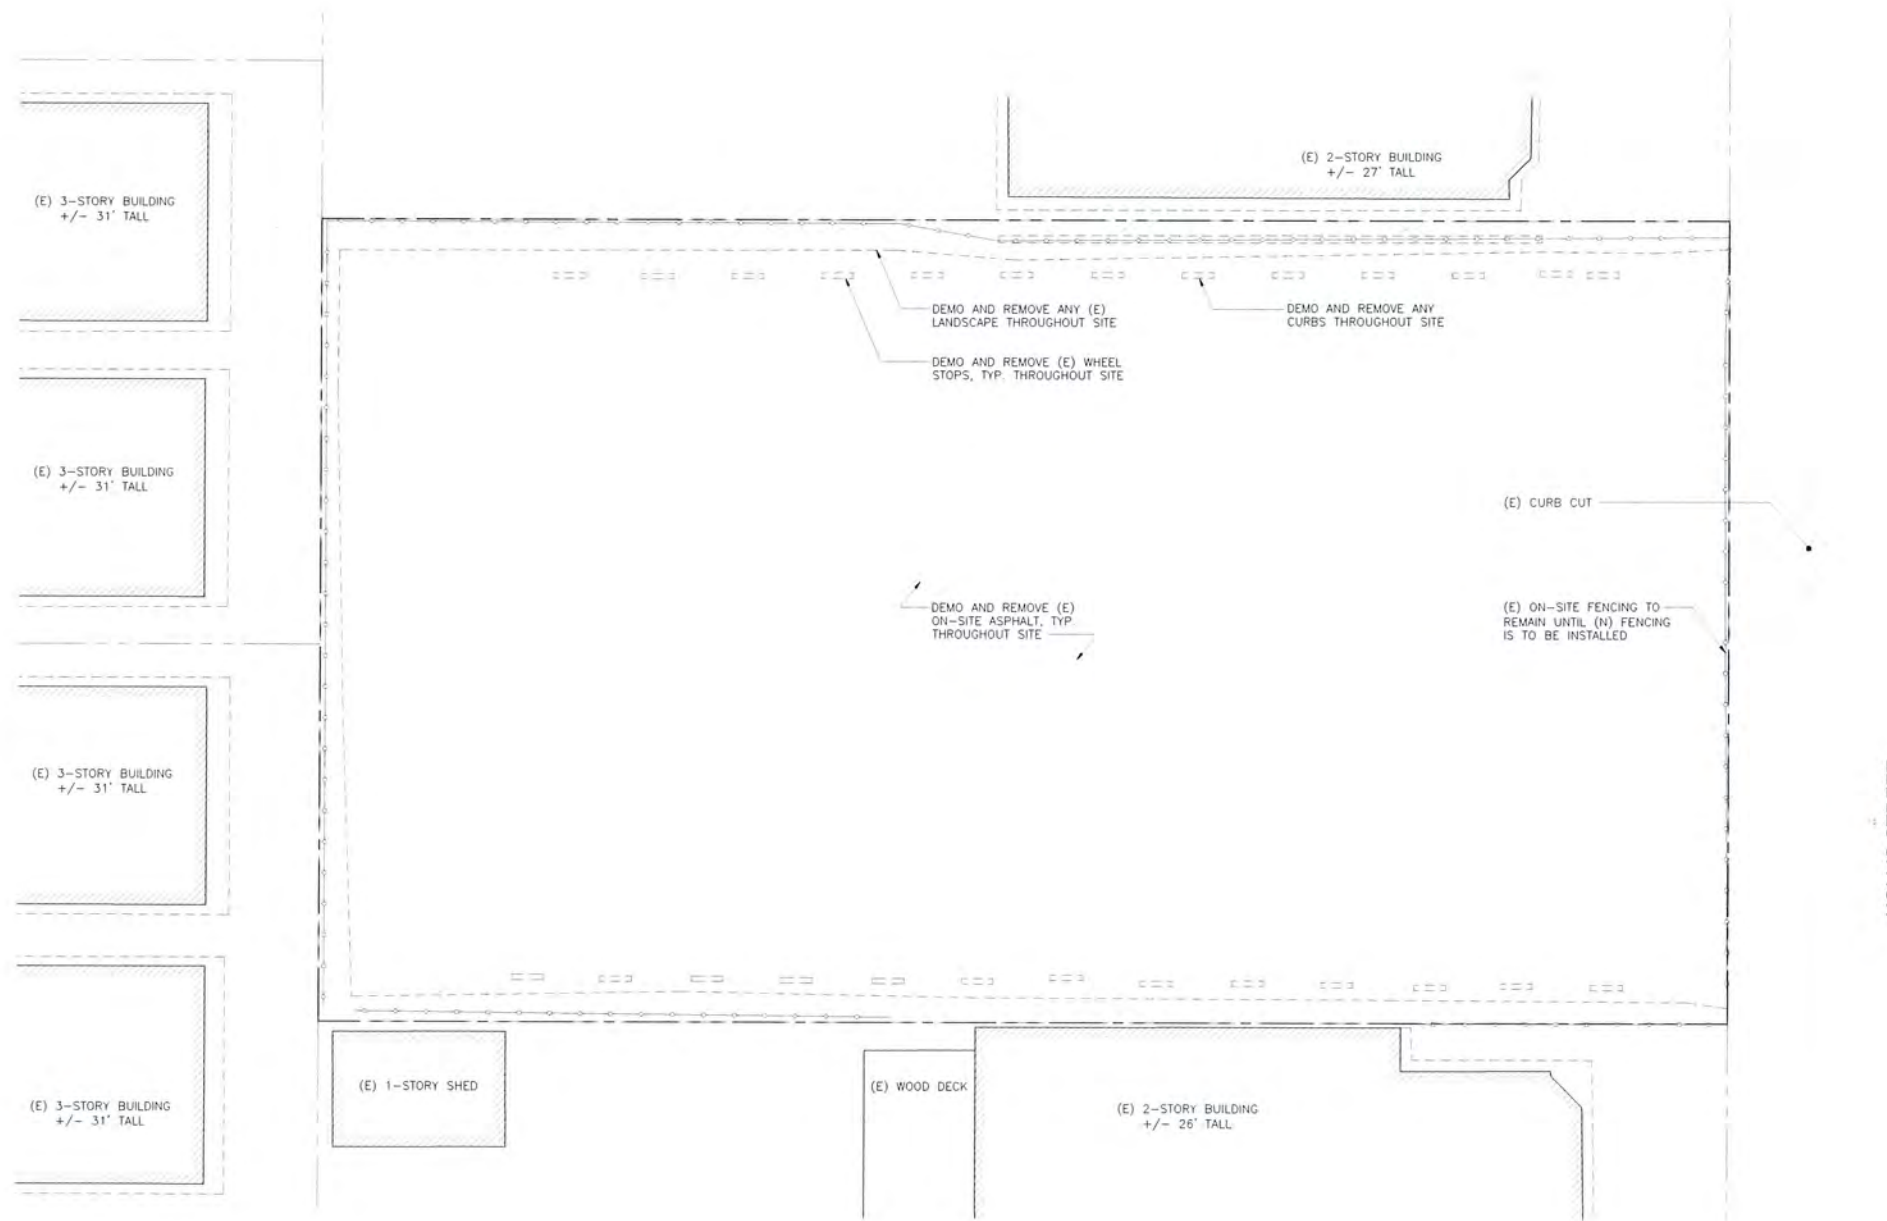 (E) 2-STORY BUILDING
+/- 27' TALL
(E) 3-STORY BUILDING
+/- 31' TALL
DEMO AND REMOVE ANY (E)
LANDSCAPE THROUGHOUT SITE
DEMO AND REMOVE ANY
CURBS THROUGHOUT SITE
DEMO AND REMOVE (E) WHEEL
STOPS, TYP. THROUGHOUT SITE
(E) 3-STORY BUILDING
+/- 31' TALL
(E) CURB CUT
DEMO AND REMOVE (E)
ON-SITE ASPHALT, TYP.
THROUGHOUT SITE
(E) ON-SITE FENCING TO
REMAIN UNTIL (N) FENCING
IS TO BE INSTALLED
(E) 3-STORY BUILDING
+/- 31' TALL
(E) 1-STORY SHED
(E) WOOD DECK
(E) 3-STORY BUILDING
+/- 31' TALL
(E) 2-STORY BUILDING
+/- 26' TALL